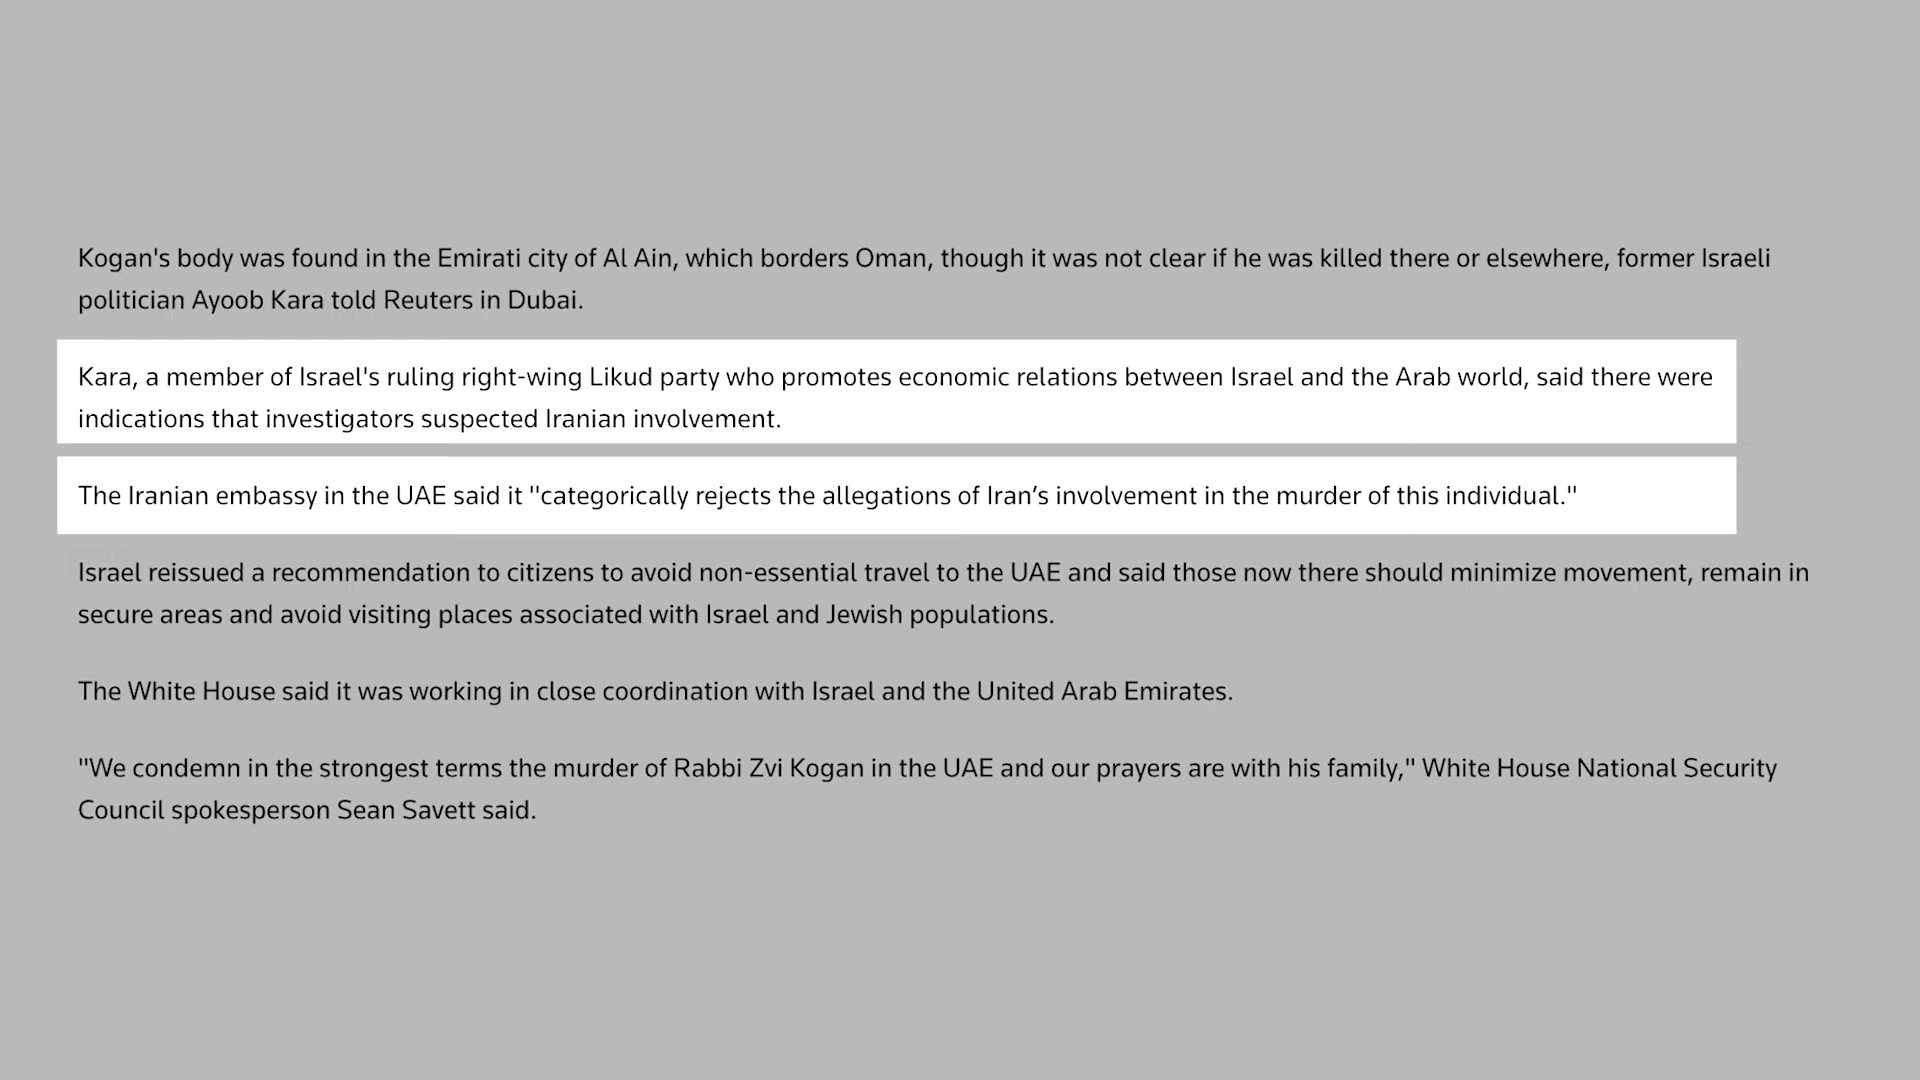 Kogan's body was found in the Emirati city of Al Ain, which borders Oman, though it was not clear if he was killed there or elsewhere, former Israeli
politician Ayoob Kara told Reuters in Dubai.
Kara, a member of Israel's ruling right-wing Likud party who promotes economic relations between Israel and the Arab world, said there were
indications that investigators suspected Iranian involvement.
The Iranian embassy in the UAE said it "categorically rejects the allegations of Iran’s involvement in the murder of this individual."
Israel reissued a recommendation to citizens to avoid non-essential travel to the UAE and said those now there should minimize movement, remain in
secure areas and avoid visiting places associated with Israel and Jewish populations.
The White House said it was working in close coordination with Israel and the United Arab Emirates.
"We condemn in the strongest terms the murder of Rabbi Zvi Kogan in the UAE and our prayers are with his family," White House National Security
Council spokesperson Sean Savett said.